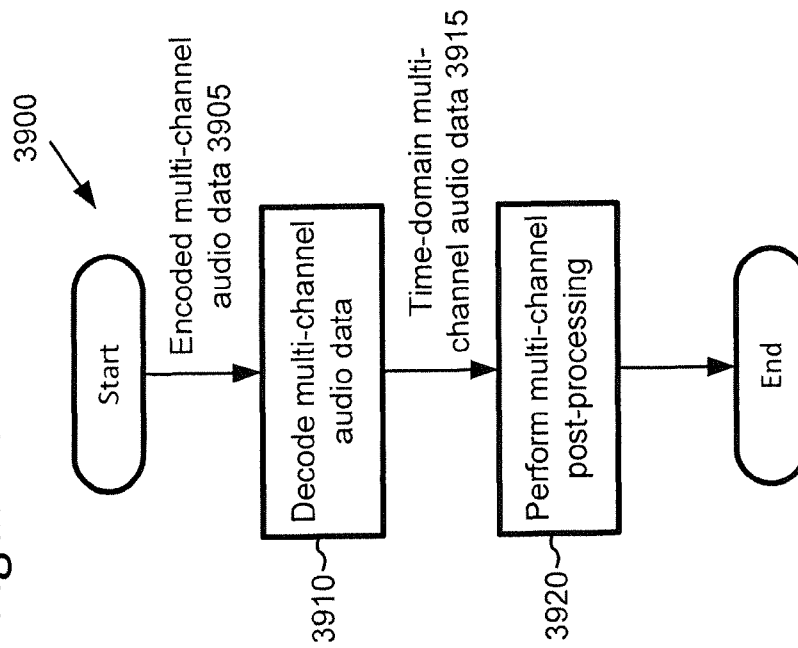 3900
Start
Encoded multi-channel
audio data 3905
3910
Decode multi-channel
audio data
Time-domain multi-
channel audio data 3915
3920
Perform multi-channel
post-processing
End